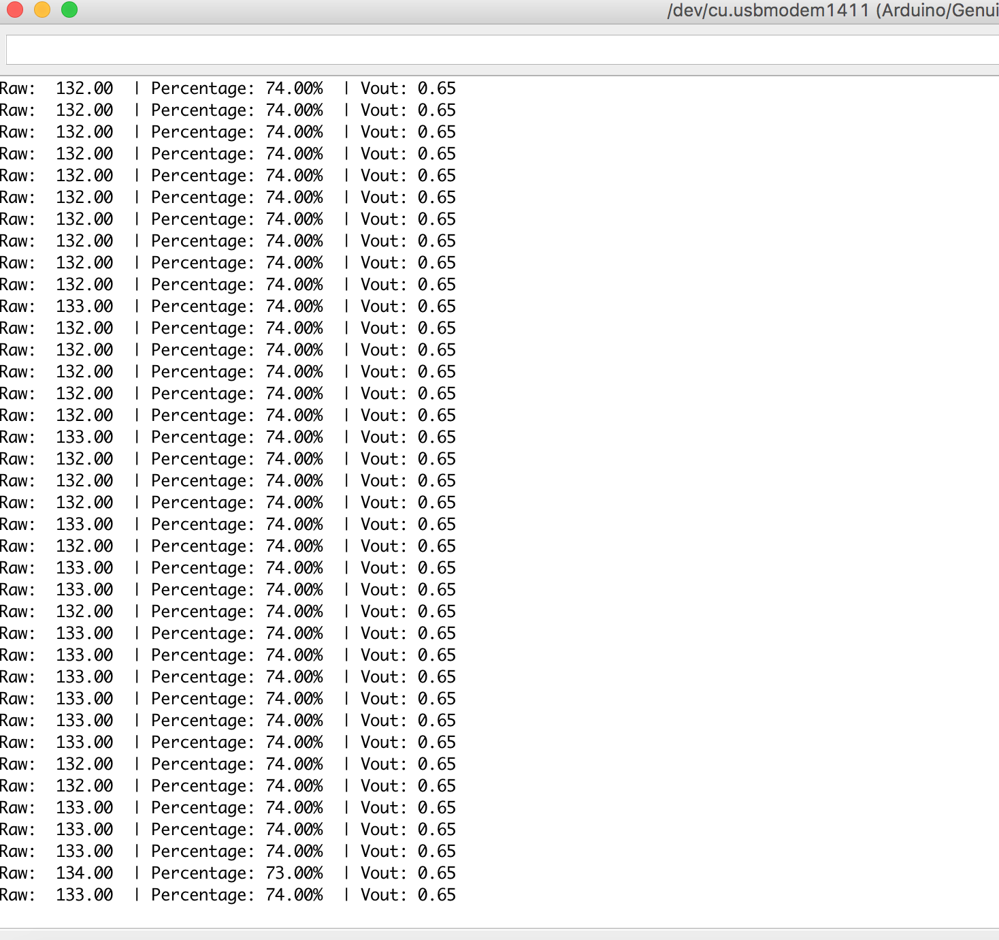 /dev/cu.usbmodem1411 (Arduino/Genui
Raw:  132.00  | Percentage: 74.00%  | Vout: 0.65
Raw:  132.00  | Percentage: 74.00%  | Vout: 0.65
Raw:  132.00  | Percentage: 74.00%  | Vout: 0.65
Raw:  132.00  | Percentage: 74.00%  | Vout: 0.65
Raw:  132.00  | Percentage: 74.00%  | Vout: 0.65
Raw:  132.00  | Percentage: 74.00%  | Vout: 0.65
Raw:  132.00  | Percentage: 74.00%  | Vout: 0.65
Raw:  132.00  | Percentage: 74.00%  | Vout: 0.65
Raw:  132.00  | Percentage: 74.00%  | Vout: 0.65
Raw:  132.00  | Percentage: 74.00%  | Vout: 0.65
Raw:  133.00  | Percentage: 74.00%  | Vout: 0.65
Raw:  132.00  | Percentage: 74.00%  | Vout: 0.65
Raw:  132.00  | Percentage: 74.00%  | Vout: 0.65
Raw:  132.00  | Percentage: 74.00%  | Vout: 0.65
Raw:  132.00  | Percentage: 74.00%  | Vout: 0.65
Raw:  132.00  | Percentage: 74.00%  | Vout: 0.65
Raw:  133.00  | Percentage: 74.00%  | Vout: 0.65
Raw:  132.00  | Percentage: 74.00%  | Vout: 0.65
Raw:  132.00  | Percentage: 74.00%  | Vout: 0.65
Raw:  132.00  | Percentage: 74.00%  | Vout: 0.65
Raw:  133.00  | Percentage: 74.00%  | Vout: 0.65
Raw:  132.00  | Percentage: 74.00%  | Vout: 0.65
Raw:  133.00  | Percentage: 74.00%  | Vout: 0.65
Raw:  133.00  | Percentage: 74.00%  | Vout: 0.65
Raw:  132.00  | Percentage: 74.00%  | Vout: 0.65
Raw:  133.00  | Percentage: 74.00%  | Vout: 0.65
Raw:  133.00  | Percentage: 74.00%  | Vout: 0.65
Raw:  133.00  | Percentage: 74.00%  | Vout: 0.65
Raw:  133.00  | Percentage: 74.00%  | Vout: 0.65
Raw:  133.00  | Percentage: 74.00%  | Vout: 0.65
Raw:  133.00  | Percentage: 74.00%  | Vout: 0.65
Raw:  132.00  | Percentage: 74.00%  | Vout: 0.65
Raw:  132.00  | Percentage: 74.00%  | Vout: 0.65
Raw:  133.00  | Percentage: 74.00%  | Vout: 0.65
Raw:  133.00  | Percentage: 74.00%  | Vout: 0.65
Raw:  133.00  | Percentage: 74.00%  | Vout: 0.65
Raw:  134.00  | Percentage: 73.00%  | Vout: 0.65
Raw:  133.00  | Percentage: 74.00%  | Vout: 0.65